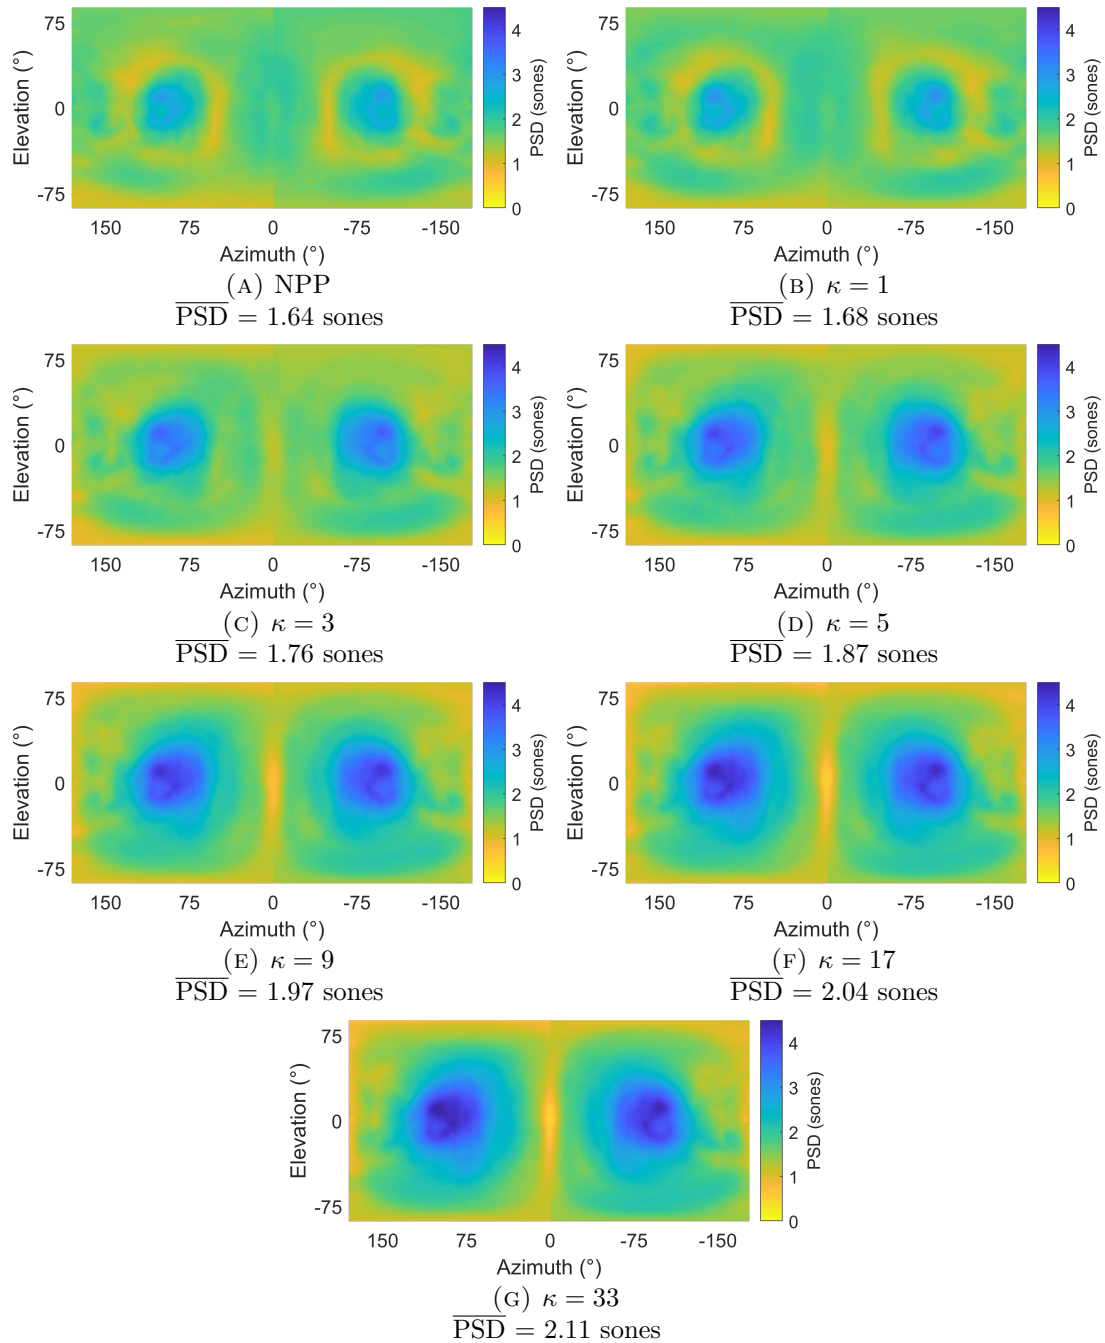 75
0
-75
Elevation (°)
150 75 0 -75 -150
Azimuth (°)
4
3
2
1
0
PSD (sones)
(A) NPP
PSD = 1.64 sones
75
0
-75
Elevation (°)
150 75 0 -75 -150
Azimuth (°)
4
3
2
1
0
PSD (sones)
(B) κ = 1
PSD = 1.68 sones
75
0
-75
Elevation (°)
150 75 0 -75 -150
Azimuth (°)
4
3
2
1
0
PSD (sones)
(C) κ = 3
PSD = 1.76 sones
75
0
-75
Elevation (°)
150 75 0 -75 -150
Azimuth (°)
4
3
2
1
0
PSD (sones)
(D) κ = 5
PSD = 1.87 sones
75
0
-75
Elevation (°)
150 75 0 -75 -150
Azimuth (°)
4
3
2
1
0
PSD (sones)
(E) κ = 9
PSD = 1.97 sones
75
0
-75
Elevation (°)
150 75 0 -75 -150
Azimuth (°)
4
3
2
1
0
PSD (sones)
(F) κ = 17
PSD = 2.04 sones
75
0
-75
Elevation (°)
150 75 0 -75 -150
Azimuth (°)
4
3
2
1
0
PSD (sones)
(G) κ = 33
PSD = 2.11 sones